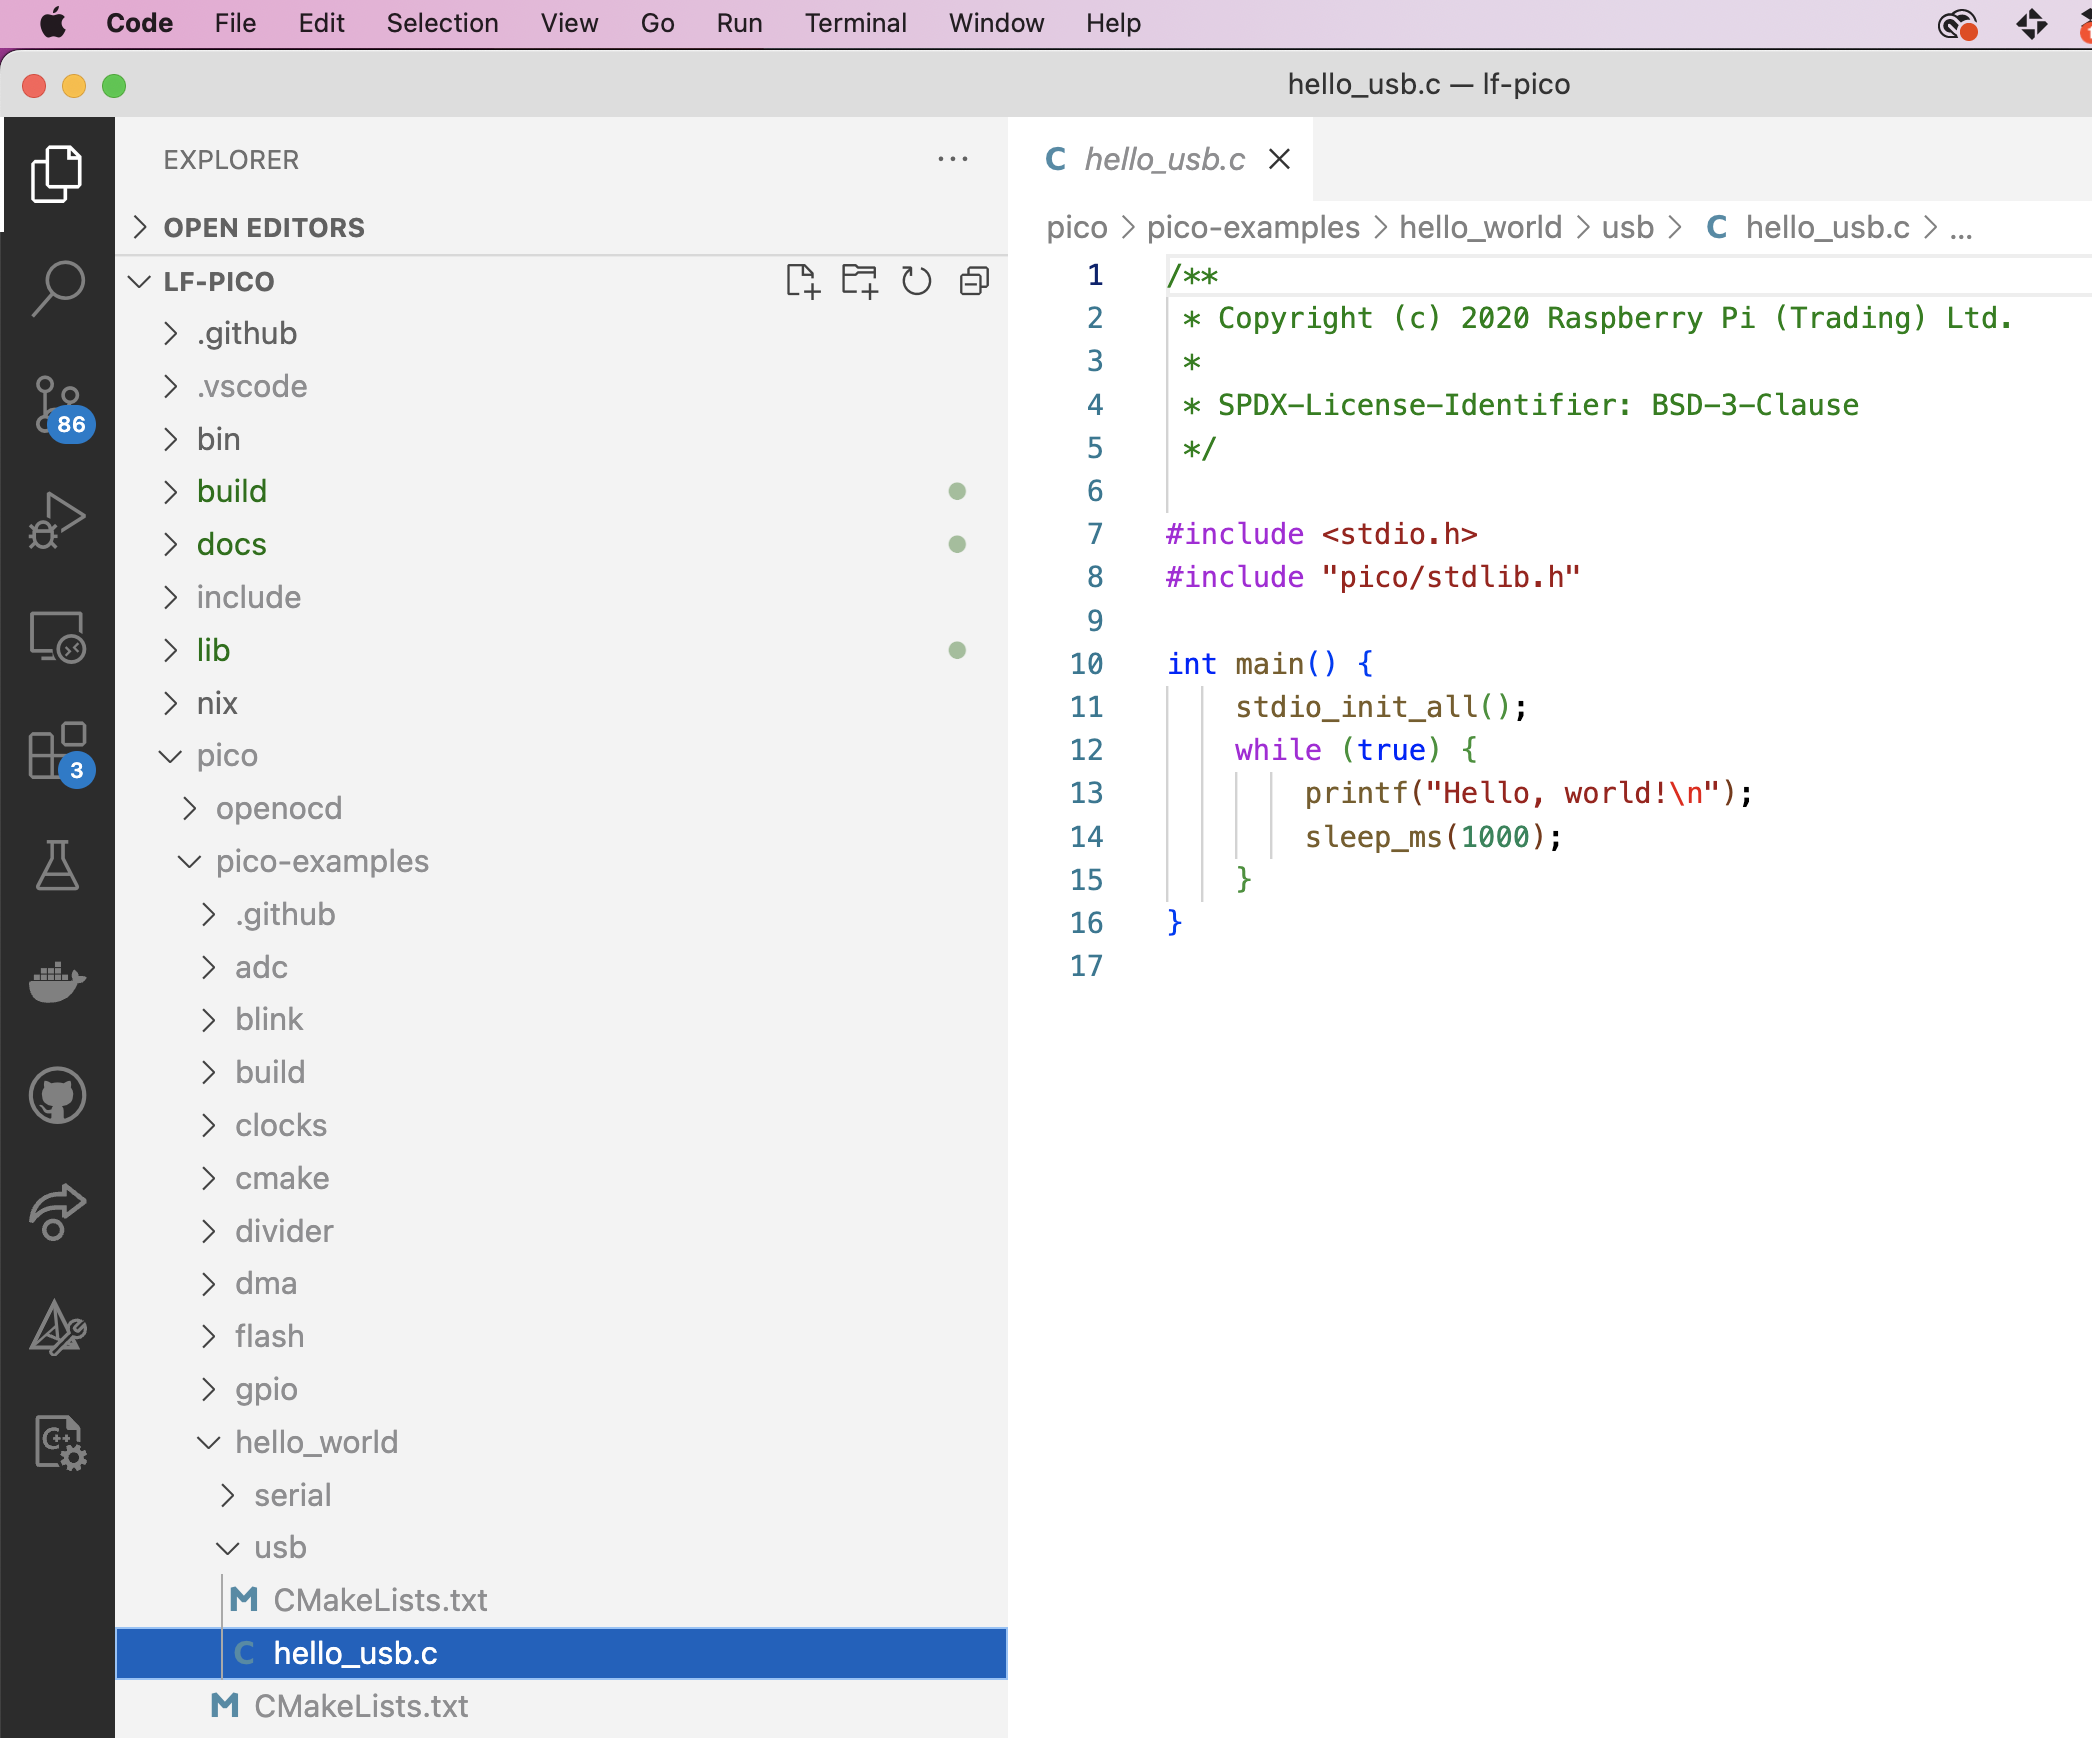 Code File Edit Selection View Go Run Terminal Window Help
hello_usb.c — lf-pico
EXPLORER
OPEN EDITORS
LF-PICO
.github
.vscode
bin
build
docs
include
lib
nix
pico
openocd
pico-examples
.github
adc
blink
build
clocks
cmake
divider
dma
flash
gpio
hello_world
serial
usb
M CMakeLists.txt
C hello_usb.c
M CMakeLists.txt
86
3
C++
C hello_usb.c
pico > pico-examples > hello_world > usb > C hello_usb.c > ...
1 /**
2  * Copyright (c) 2020 Raspberry Pi (Trading) Ltd.
3  *
4  * SPDX-License-Identifier: BSD-3-Clause
5  */
6
7 #include <stdio.h>
8 #include "pico/stdlib.h"
9
10 int main() {
11     stdio_init_all();
12     while (true) {
13         printf("Hello, world!\n");
14         sleep_ms(1000);
15     }
16 }
17